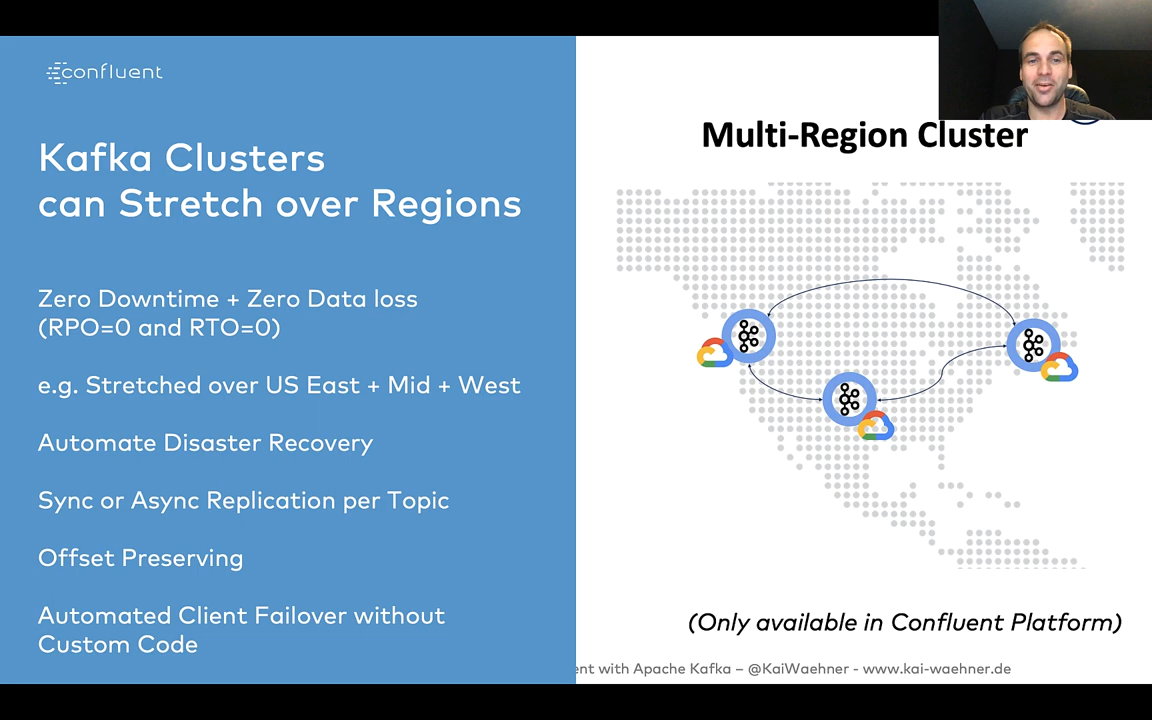 confluent
Kafka Clusters
can Stretch over Regions
Zero Downtime + Zero Data loss
(RPO=0 and RTO=0)
e.g. Stretched over US East + Mid + West
Automate Disaster Recovery
Sync or Async Replication per Topic
Offset Preserving
Automated Client Failover without
Custom Code
Multi-Region Cluster
(Only available in Confluent Platform)
with Apache Kafka – @KaiWaehner - www.kai-waehner.de